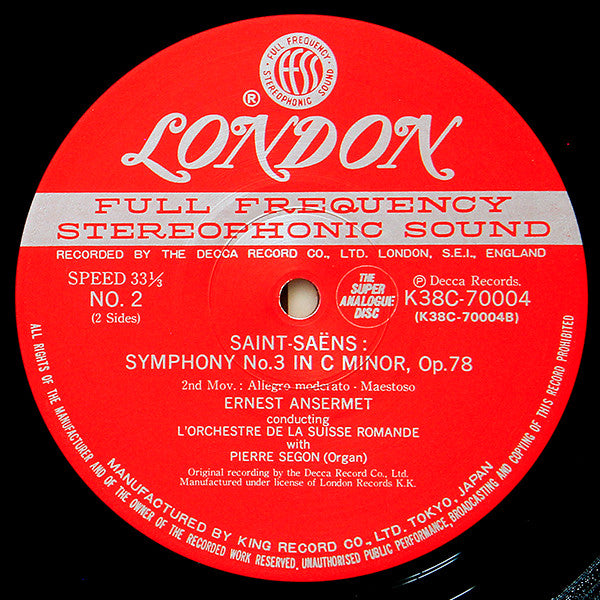 FULL FREQUENCY
ffss
STEREOPHONIC SOUND
®
LONDON
FULL FREQUENCY
STEREOPHONIC SOUND
RECORDED BY THE DECCA RECORD CO., LTD. LONDON, S.E.I., ENGLAND
SPEED 33⅓
NO. 2
(2 Sides)
THE
SUPER
ANALOGUE
DISC
℗ Decca Records.
K38C-70004
(K38C-70004B)
SAINT-SAËNS :
SYMPHONY No.3 IN C MINOR, Op.78
2nd Mov. : Allegro moderato - Maestoso
ERNEST ANSERMET
conducting
L'ORCHESTRE DE LA SUISSE ROMANDE
with
PIERRE SEGON (Organ)
Original recording by the Decca Record Co., Ltd.
Manufactured under license of London Records K.K.
MANUFACTURED BY KING RECORD CO., LTD. TOKYO, JAPAN
ALL RIGHTS OF THE MANUFACTURER AND OF THE OWNER OF THE RECORDED WORK RESERVED, UNAUTHORISED PUBLIC PERFORMANCE, BROADCASTING AND COPYING OF THIS RECORD PROHIBITED